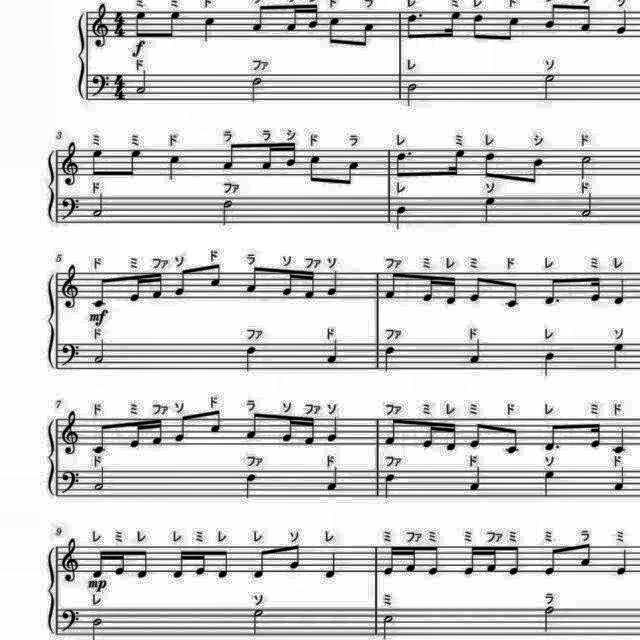 ミ ミ ド ラ ラ シ ド ラ レ ミ レ ド シ ラ ソ
f
ド ファ レ ソ
3
ミ ミ ド ラ ラ シ ド ラ レ ミ レ シ ド
ド ファ レ ソ ド
5
ド ミ ファ ソ ド ラ ソ ファ ソ ファ ミ レ ミ ド レ ミ レ
mf
ド ファ ド ファ ド レ ソ
7
ド ミ ファ ソ ド ラ ソ ファ ソ ファ ミ レ ミ ド レ ミ ド
ド ファ ド ファ ド ソ ド
9
レ ミ レ レ ミ レ レ ソ レ ミ ファ ミ ミ ファ ミ ミ ラ ミ
mp
レ ソ ミ ラ